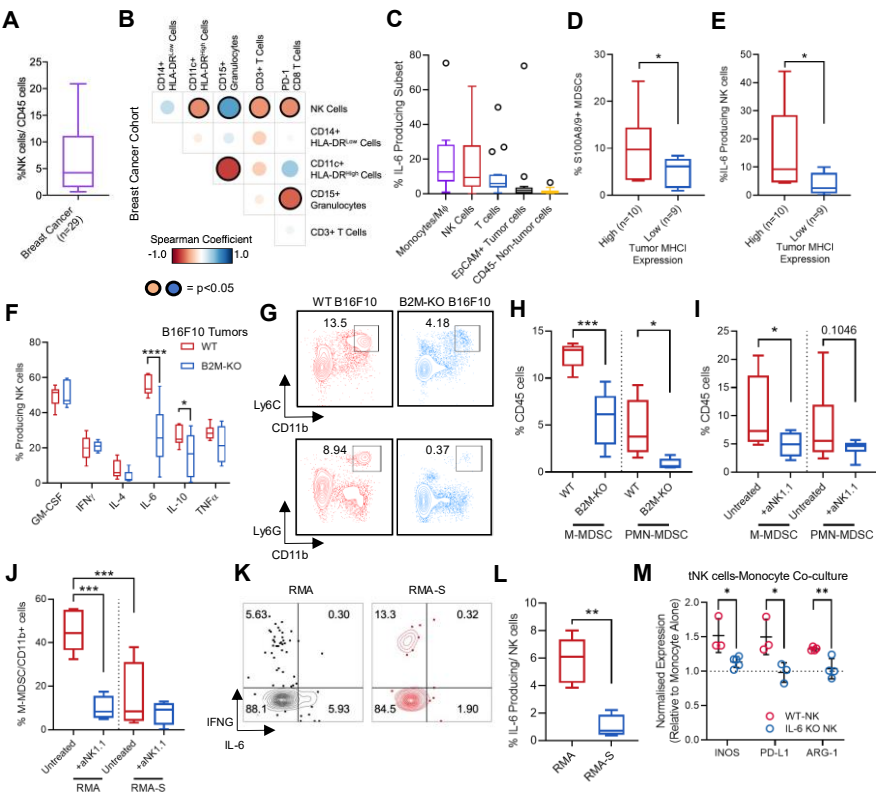 A
%NK cells/ CD45 cells
25
20
15
10
5
0
Breast Cancer
(n=29)
B
CD14+
HLA-DRLow Cells
CD11c+
HLA-DRHigh Cells
CD15+
Granulocytes
CD3+ T Cells
PD-1
CD8 T Cells
Breast Cancer Cohort
NK Cells
CD14+
HLA-DRLow Cells
CD11c+
HLA-DRHigh Cells
CD15+
Granulocytes
CD3+ T Cells
Spearman Coefficient
-1.0
1.0
= p<0.05
C
% IL-6 Producing Subset
80
60
40
20
0
Monocytes/Mɸ
NK Cells
T cells
EpCAM+ Tumor cells
CD45- Non-tumor cells
D
% S100A8/9+ MDSCs
30
20
10
0
*
High (n=10)
Low (n=9)
Tumor MHCI
Expression
E
%IL-6 Producing NK cells
50
40
30
20
10
0
*
High (n=10)
Low (n=9)
Tumor MHCI
Expression
F
B16F10 Tumors
WT
B2M-KO
% Producing NK cells
80
60
40
20
0
****
*
GM-CSF
IFNγ
IL-4
IL-6
IL-10
TNFα
G
WT B16F10
B2M-KO B16F10
13.5
4.18
Ly6C
CD11b
8.94
0.37
Ly6G
CD11b
H
% CD45 cells
15
10
5
0
***
*
WT
B2M-KO
WT
B2M-KO
M-MDSC
PMN-MDSC
I
% CD45 cells
25
20
15
10
5
0
*
0.1046
Untreated
+aNK1.1
Untreated
+aNK1.1
M-MDSC
PMN-MDSC
J
% M-MDSC/CD11b+ cells
60
40
20
0
***
***
Untreated
+aNK1.1
Untreated
+aNK1.1
RMA
RMA-S
K
RMA
RMA-S
5.63
0.30
13.3
0.32
88.1
5.93
84.5
1.90
IFNG
IL-6
L
% IL-6 Producing/ NK cells
10
8
6
4
2
0
**
RMA
RMA-S
M
tNK cells-Monocyte Co-culture
Normalised Expression
(Relative to Monocyte Alone)
2.0
1.5
1.0
0.5
0.0
*
*
**
WT-NK
IL-6 KO NK
INOS
PD-L1
ARG-1